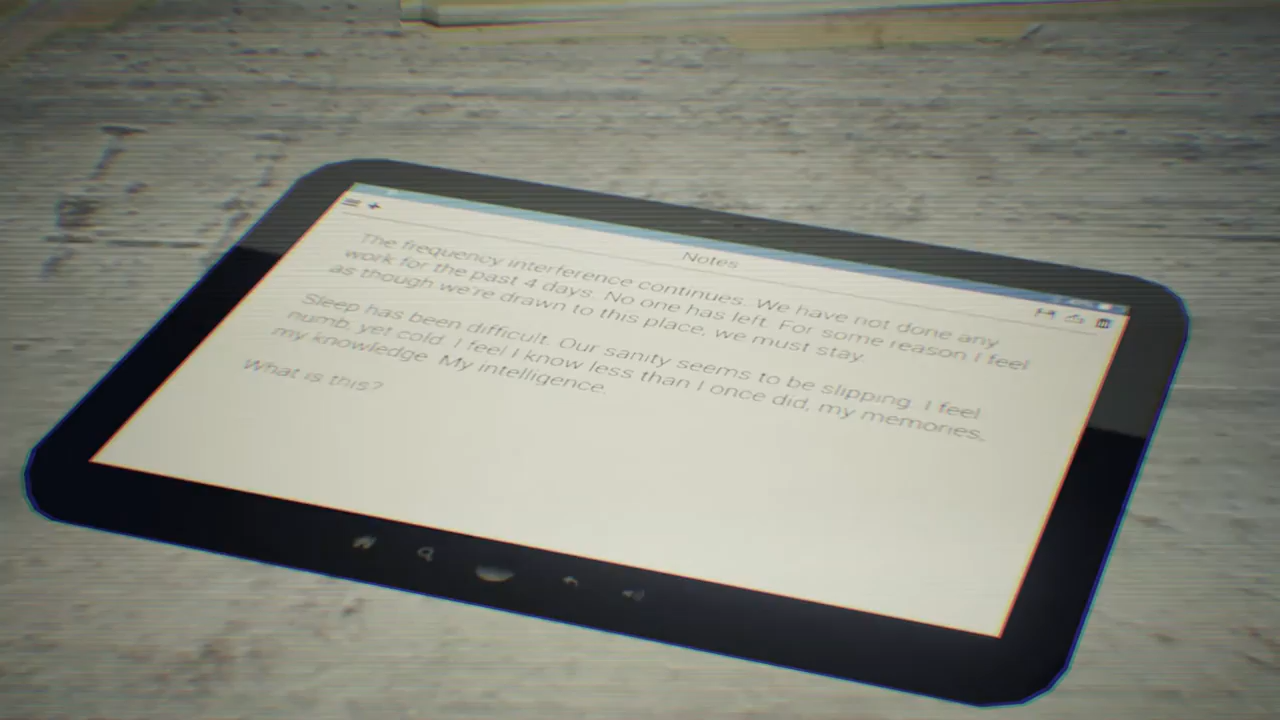 Notes
The frequency interference continues. We have not done any
work for the past 4 days. No one has left. For some reason I feel
as though we're drawn to this place, we must stay.
Sleep has been difficult. Our sanity seems to be slipping. I feel
numb, yet cold. I feel I know less than I once did, my memories,
my knowledge. My intelligence.
What is this?